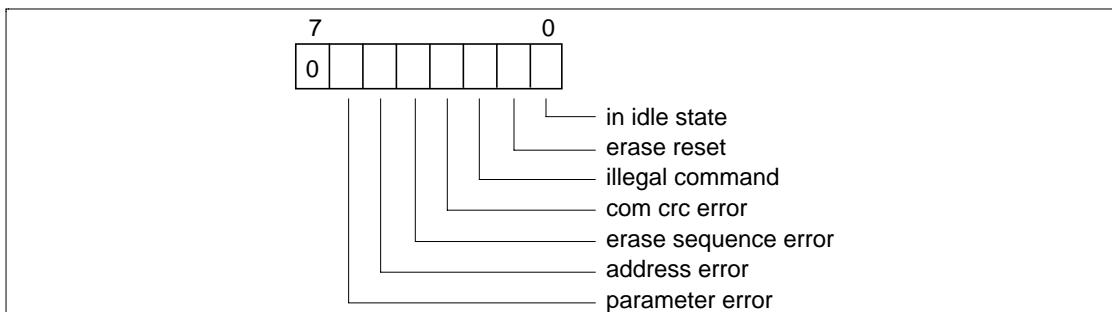 7 0
0
in idle state
erase reset
illegal command
com crc error
erase sequence error
address error
parameter error